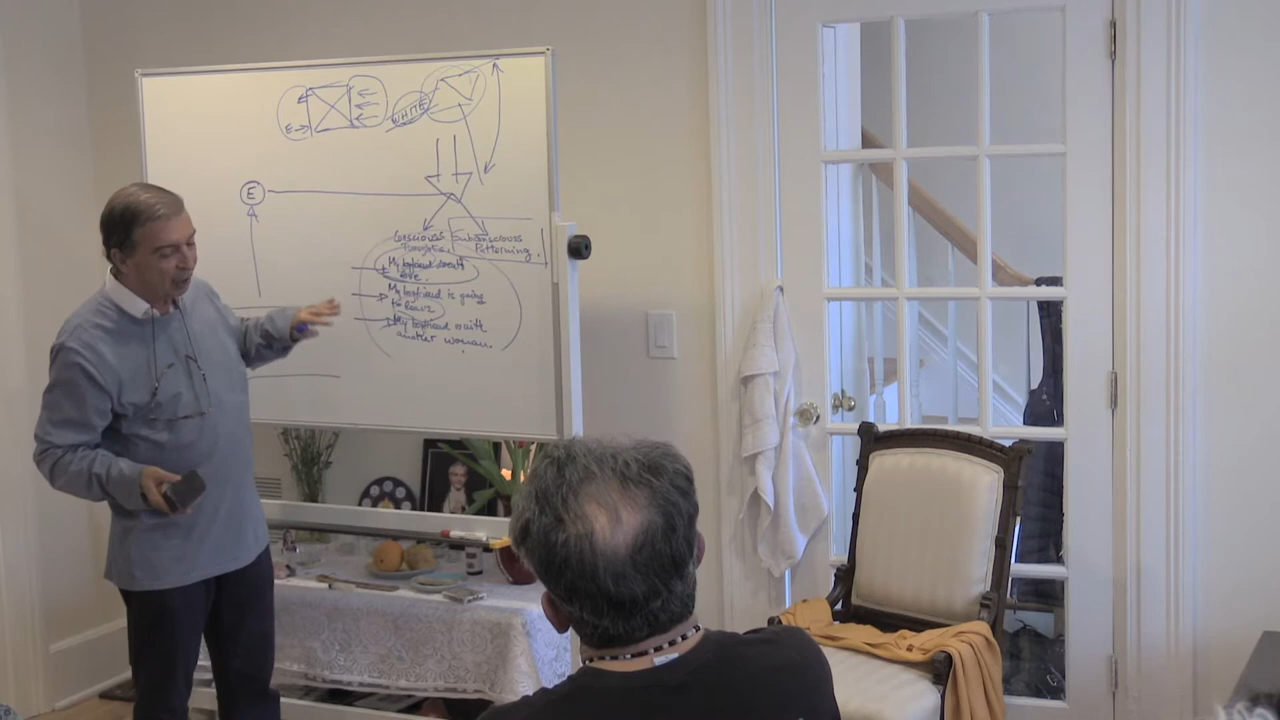 E→
WHITE
E
Conscious Subconscious
Thoughts Patterning.
My boyfriend doesn't
love.
My boyfriend is going
to leave
My boyfriend is with
another woman.